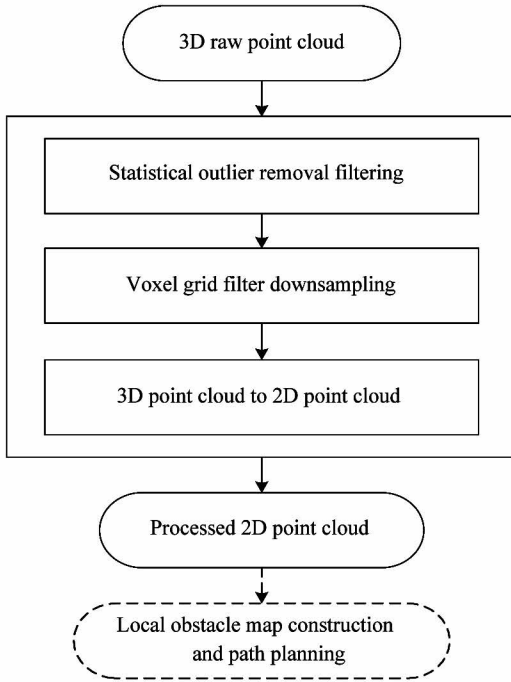 3D raw point cloud
Statistical outlier removal filtering
Voxel grid filter downsampling
3D point cloud to 2D point cloud
Processed 2D point cloud
Local obstacle map construction
and path planning